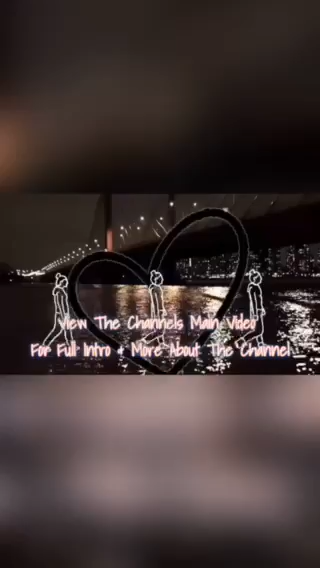 View The Channels Main Video
For Full Intro + More About The Channel